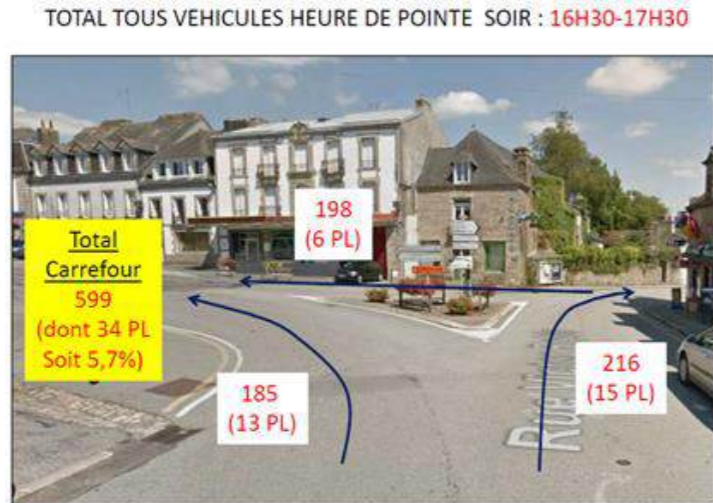 TOTAL TOUS VEHICULES HEURE DE POINTE SOIR : 16H30-17H30
198
(6 PL)
Total
Carrefour
599
(dont 34 PL
Soit 5,7%)
216
(15 PL)
185
(13 PL)